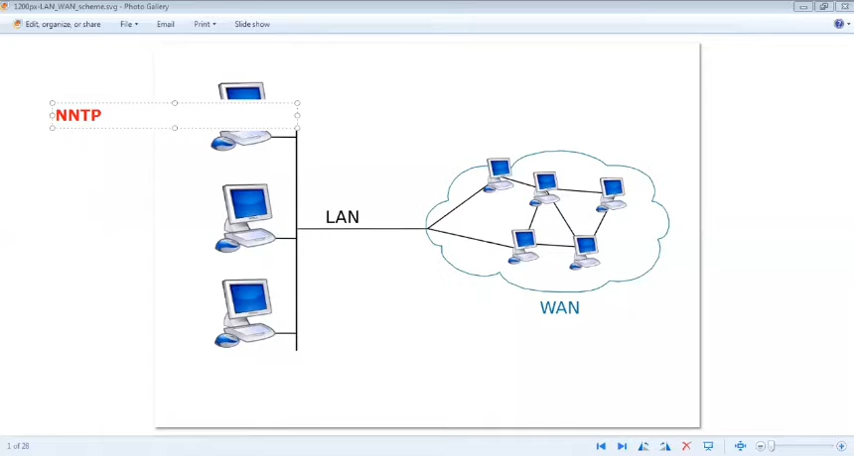 1200px-LAN_WAN_scheme.svg - Photo Gallery
Edit, organize, or share File Email Print Slide show
NNTP
LAN
WAN
1 of 28